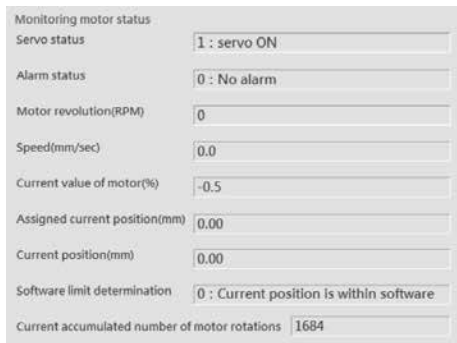 Monitoring motor status
Servo status 1 : servo ON
Alarm status 0 : No alarm
Motor revolution(RPM) 0
Speed(mm/sec) 0.0
Current value of motor(%) -0.5
Assigned current position(mm) 0.00
Current position(mm) 0.00
Software limit determination 0 : Current position is within software
Current accumulated number of motor rotations 1684